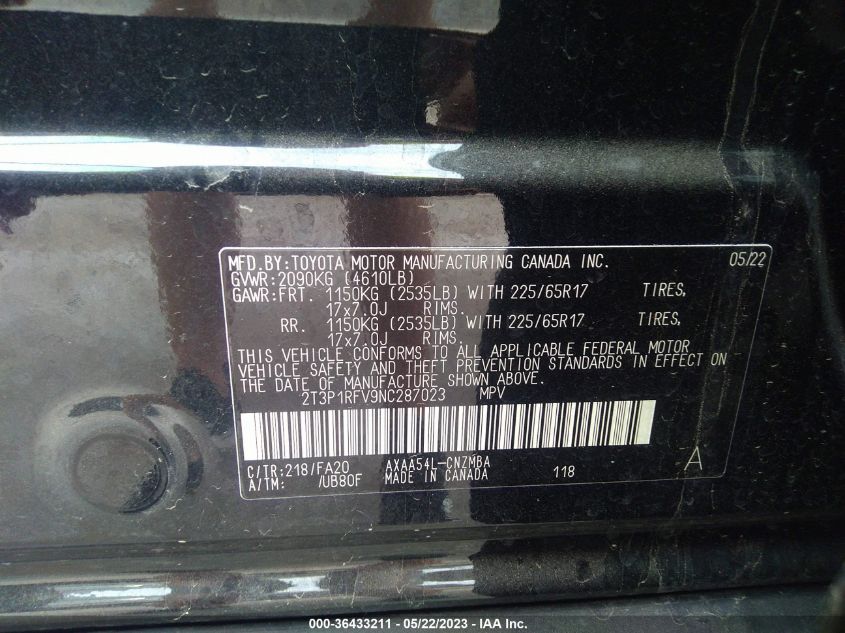 MFD. BY: TOYOTA MOTOR MANUFACTURING CANADA INC. 05/22
GVWR: 2090KG (4610LB)
GAWR: FRT. 1150KG (2535LB) WITH 225/65R17 TIRES,
17x7.0J RIMS.
RR. 1150KG (2535LB) WITH 225/65R17 TIRES,
17x7.0J RIMS.
THIS VEHICLE CONFORMS TO ALL APPLICABLE FEDERAL MOTOR
VEHICLE SAFETY AND THEFT PREVENTION STANDARDS IN EFFECT ON
THE DATE OF MANUFACTURE SHOWN ABOVE.
2T3P1RFV9NC287023 MPV
C/TR: 218/FA20 AXAA54L-CNZMBA 118 A
A/TM: /UB80F MADE IN CANADA
000-36433211 - 05/22/2023 - © IAA Inc.